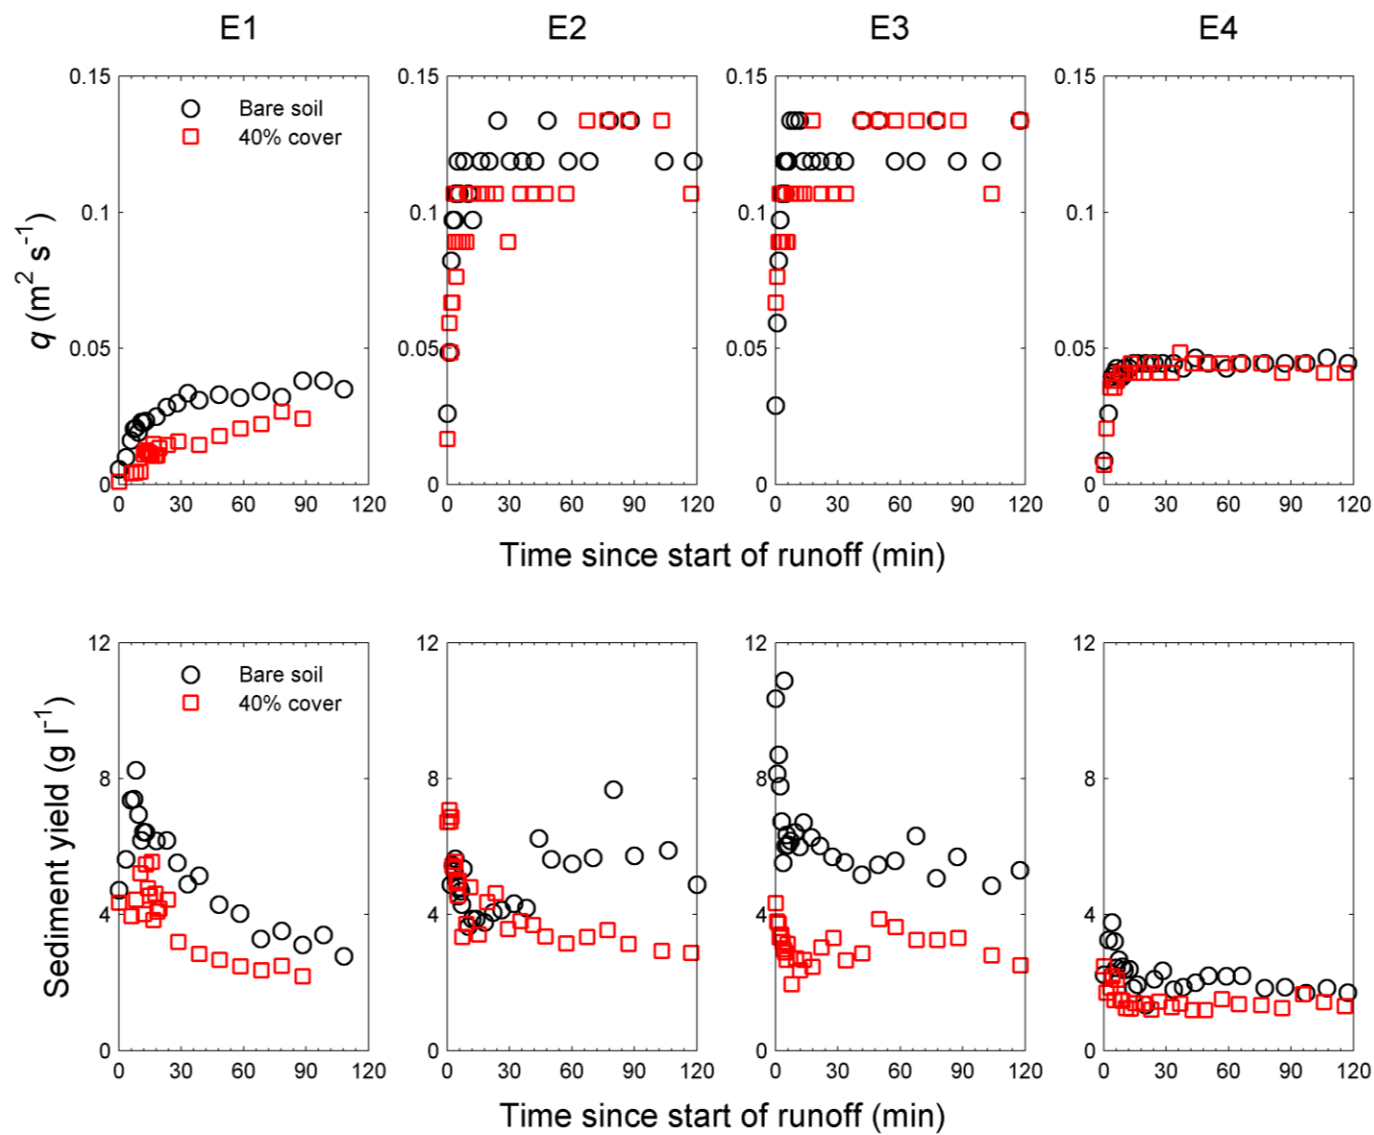 E1 E2 E3 E4
0.15 0.15 0.15 0.15
Bare soil
40% cover
0.1 0.1 0.1 0.1
q (m² s⁻¹)
0.05 0.05 0.05 0.05
0 0 0 0
0 30 60 90 120 0 30 60 90 120 0 30 60 90 120 0 30 60 90 120
Time since start of runoff (min)
12 12 12 12
Bare soil
40% cover
8 8 8 8
Sediment yield (g l⁻¹)
4 4 4 4
0 0 0 0
0 30 60 90 120 0 30 60 90 120 0 30 60 90 120 0 30 60 90 120
Time since start of runoff (min)